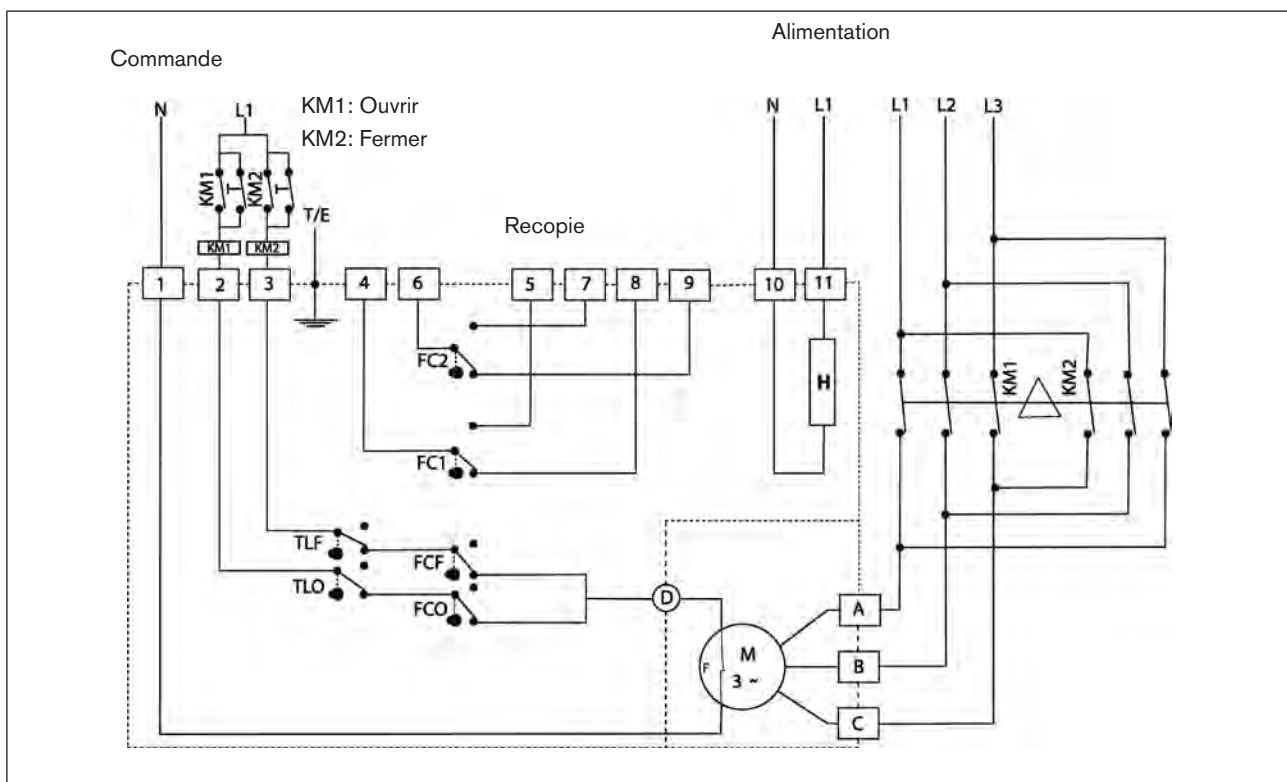 Alimentation
Commande
N L1 KM1: Ouvrir
KM2: Fermer
N L1 L1 L2 L3
KM1 T KM2 T
T/E
Recopie
KM1 KM2
1 2 3 4 6 5 7 8 9 10 11
FC2
H
KM1 KM2
FC1
TLF
FCF
TLO
FCO
D
A
M
F
3 ~
B
C